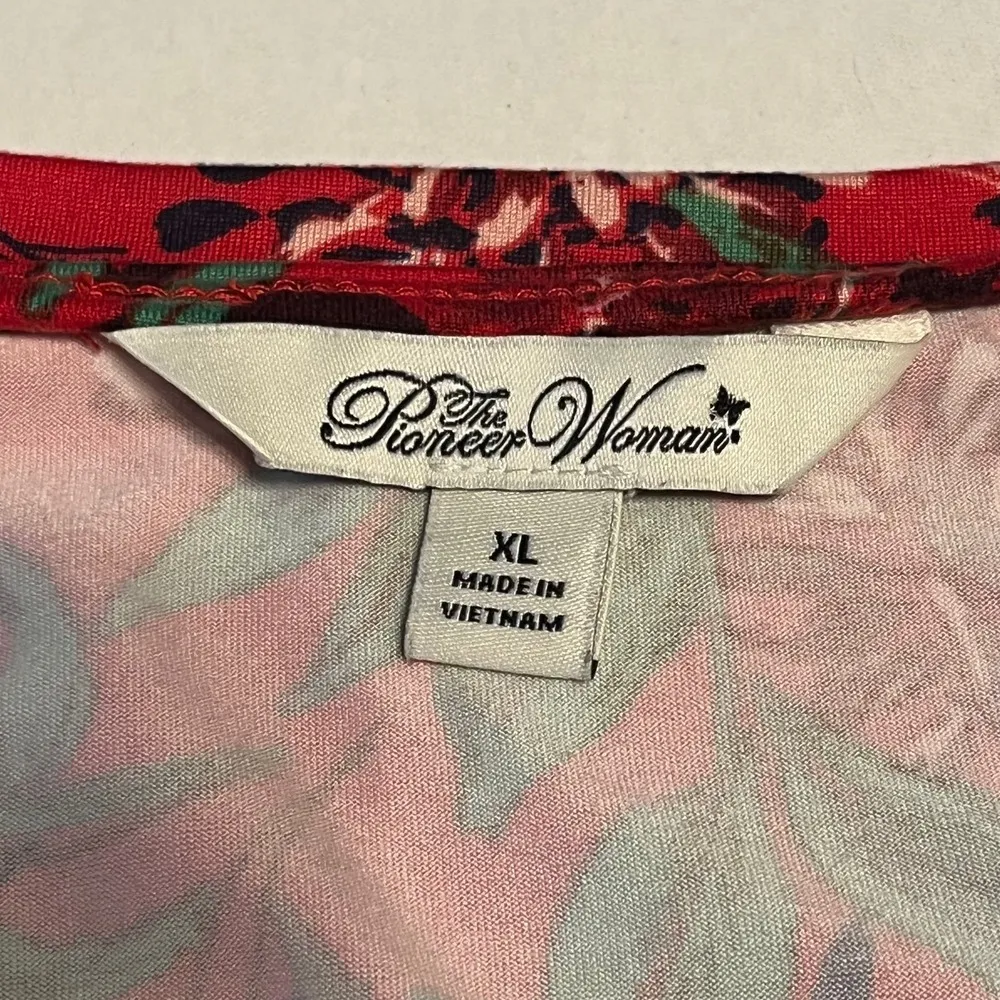 The
Pioneer Woman
XL
MADE IN
VIETNAM